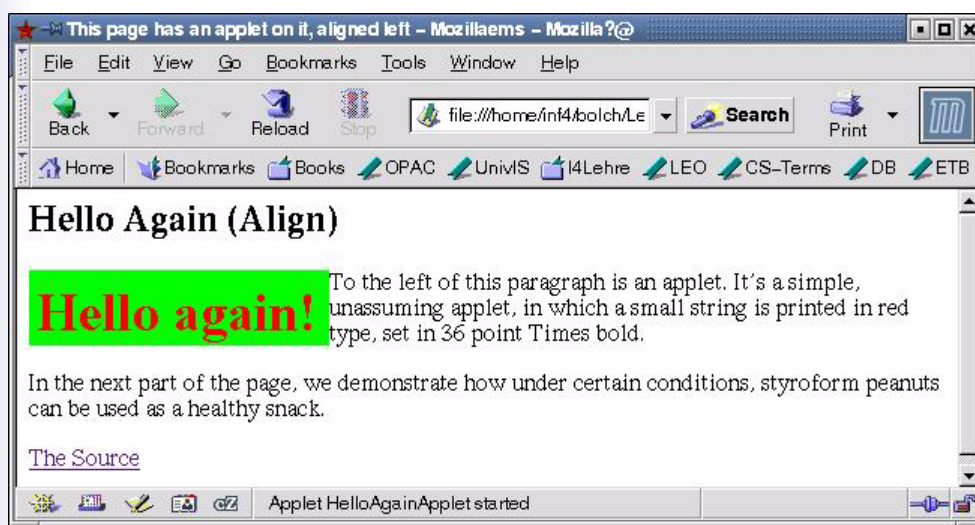 This page has an applet on it, aligned left – Mozillaems – Mozilla?@
File Edit View Go Bookmarks Tools Window Help
Back Forward Reload Stop file:///home/inf4/bolch/Le Search Print
Home Bookmarks Books OPAC UnivIS I4Lehre LEO CS–Terms DB ETB
Hello Again (Align)
Hello again!
To the left of this paragraph is an applet. It's a simple,
unassuming applet, in which a small string is printed in red
type, set in 36 point Times bold.
In the next part of the page, we demonstrate how under certain conditions, styroform peanuts
can be used as a healthy snack.
The Source
Applet HelloAgainApplet started